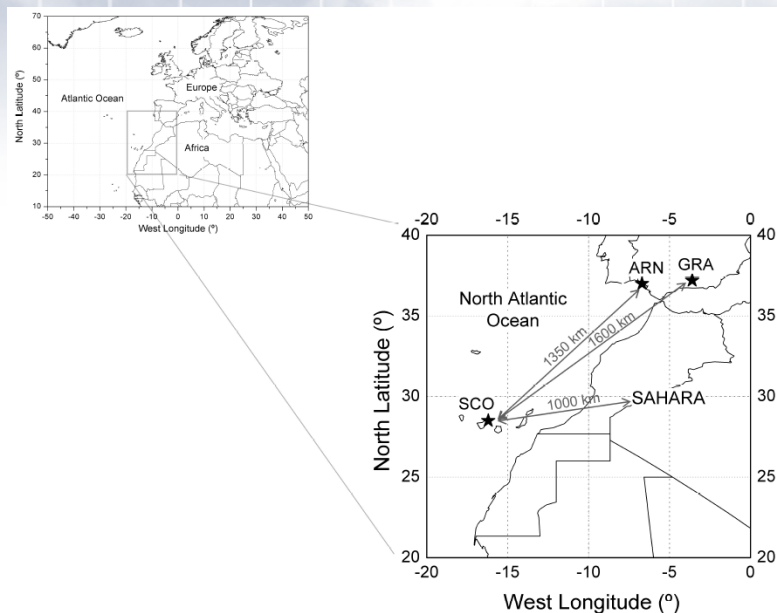 70
60
50
40
30
20
10
North Latitude (º)
Atlantic Ocean
Europe
Africa
-50 -40 -30 -20 -10 0 10 20 30 40 50
West Longitude (º)
-20 -15 -10 -5 0
40 40
35 35
30 30
25 25
20 20
North Latitude (º)
ARN GRA
North Atlantic
Ocean
1350 km
1600 km
SCO
1000 km
SAHARA
-20 -15 -10 -5 0
West Longitude (º)